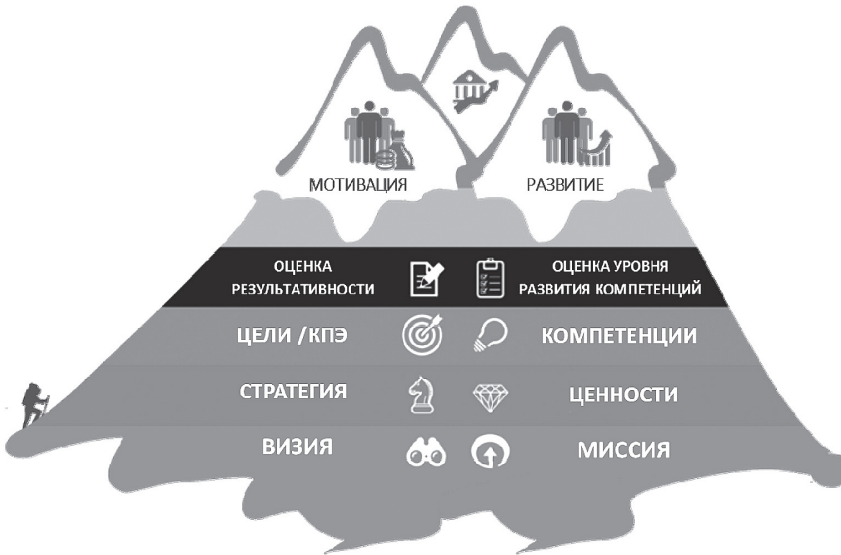 МОТИВАЦИЯ
РАЗВИТИЕ
ОЦЕНКА
РЕЗУЛЬТАТИВНОСТИ
ОЦЕНКА УРОВНЯ
РАЗВИТИЯ КОМПЕТЕНЦИЙ
ЦЕЛИ /КПЭ
КОМПЕТЕНЦИИ
СТРАТЕГИЯ
ЦЕННОСТИ
ВИЗИЯ
МИССИЯ